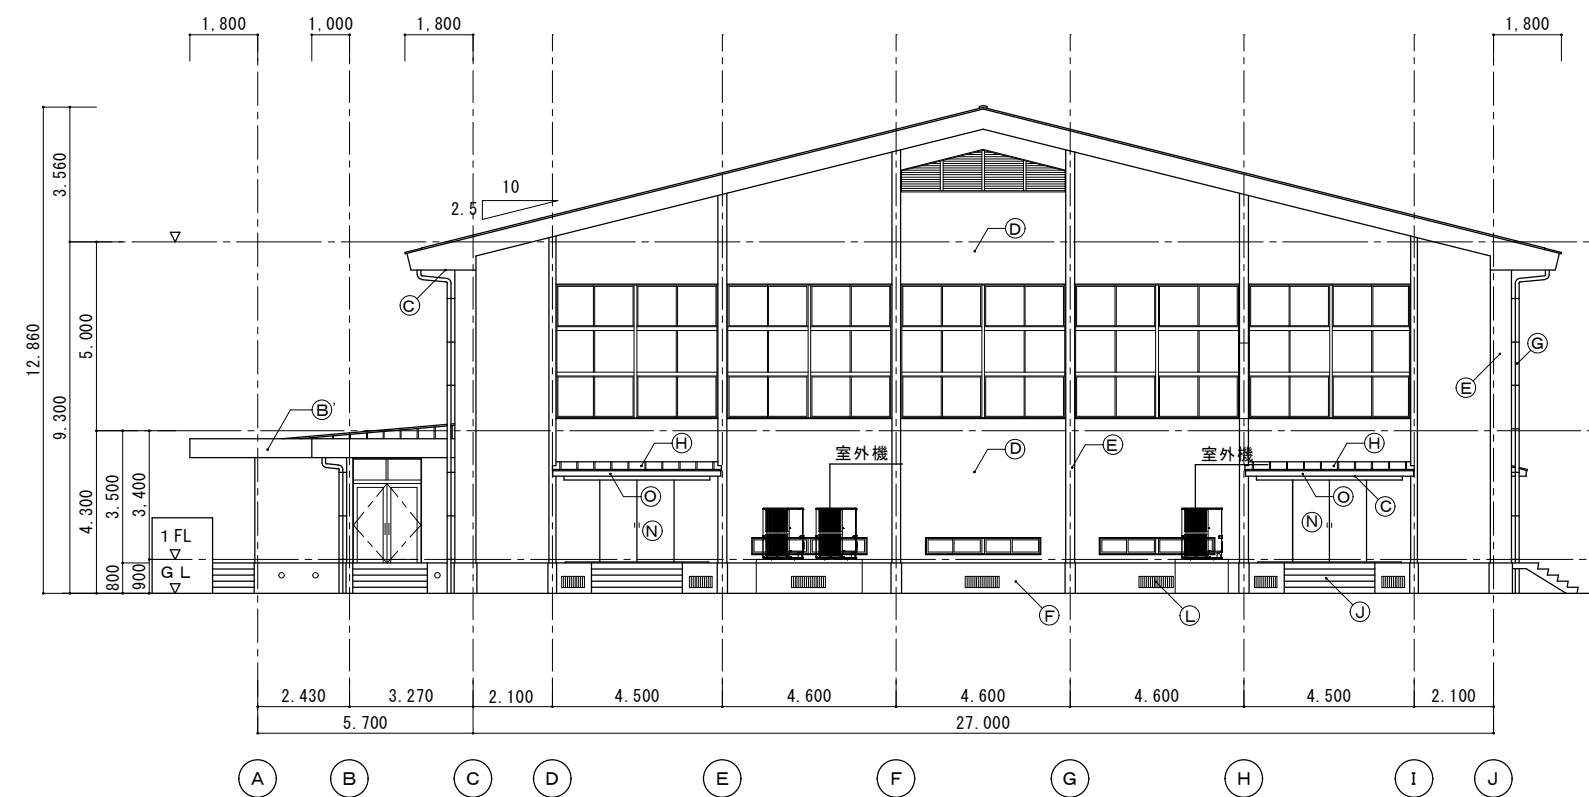 1,800 1,000 1,800 1,800
3.560
10
2.5
D
C
12.860
5.000
G
E
9.300
B'
H
D
E
室外機
室外機
H
O
O
C
N
N
4.300
3.500
3,400
1FL
GL
800
900
F
L
J
2.430 3.270 2.100 4.500 4.600 4.600 4.600 4.500 2.100
5.700 27.000
A B C D E F G H I J